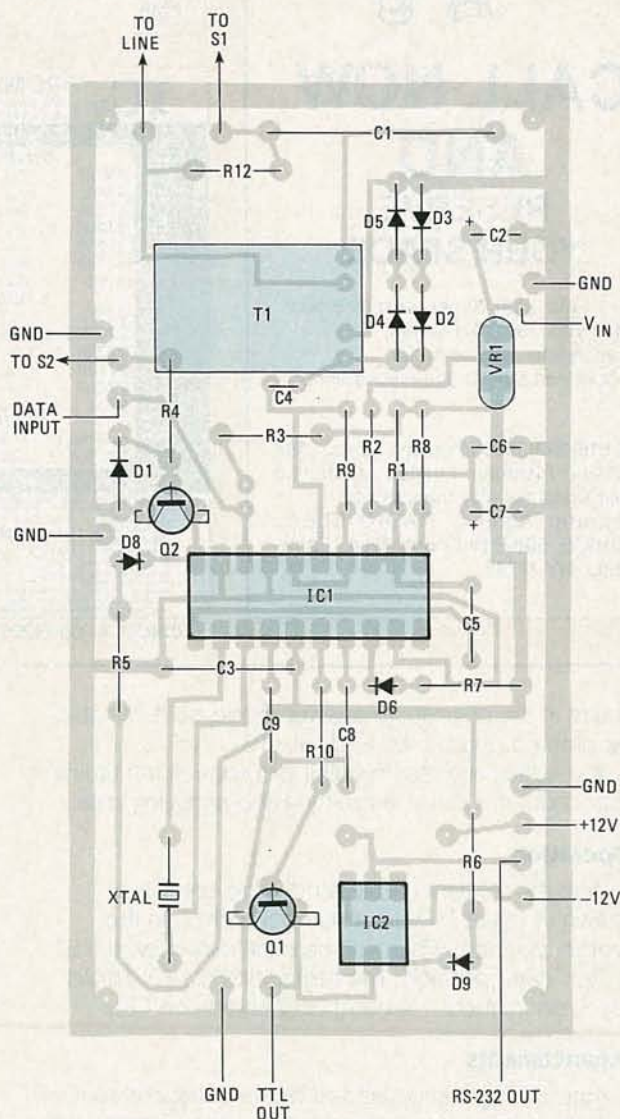 TO
LINE
TO
S1
C1
R12
D5
D3
+
C2
GND
T1
D4
D2
V_IN
GND
TO S2
VR1
C4
R4
DATA
INPUT
R3
R2
R8
R9
R1
C6
D1
C7
+
Q2
GND
D8
IC1
C5
R5
C3
R7
D6
C9
C8
R10
GND
+12V
R6
XTAL
IC2
-12V
Q1
D9
GND
TTL
OUT
RS-232 OUT